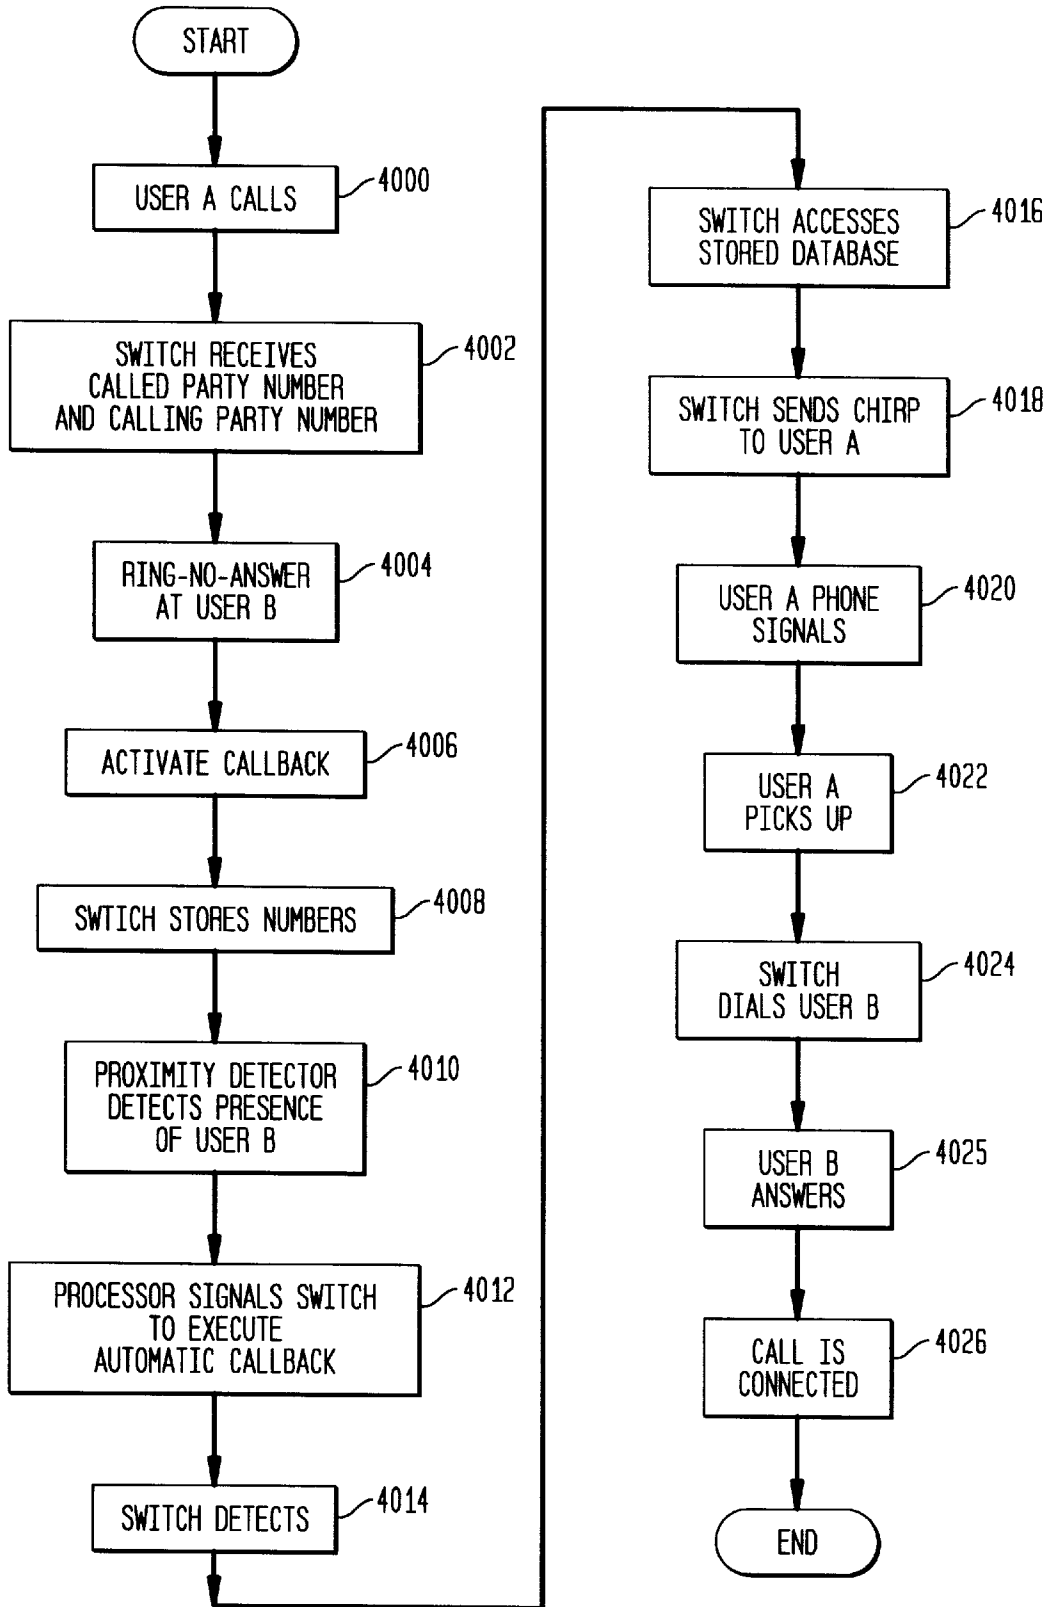 START
USER A CALLS
4000
SWITCH RECEIVES
CALLED PARTY NUMBER
AND CALLING PARTY NUMBER
4002
RING-NO-ANSWER
AT USER B
4004
ACTIVATE CALLBACK
4006
SWTICH STORES NUMBERS
4008
PROXIMITY DETECTOR
DETECTS PRESENCE
OF USER B
4010
PROCESSOR SIGNALS SWITCH
TO EXECUTE
AUTOMATIC CALLBACK
4012
SWITCH DETECTS
4014
SWITCH ACCESSES
STORED DATABASE
4016
SWITCH SENDS CHIRP
TO USER A
4018
USER A PHONE
SIGNALS
4020
USER A
PICKS UP
4022
SWITCH
DIALS USER B
4024
USER B
ANSWERS
4025
CALL IS
CONNECTED
4026
END